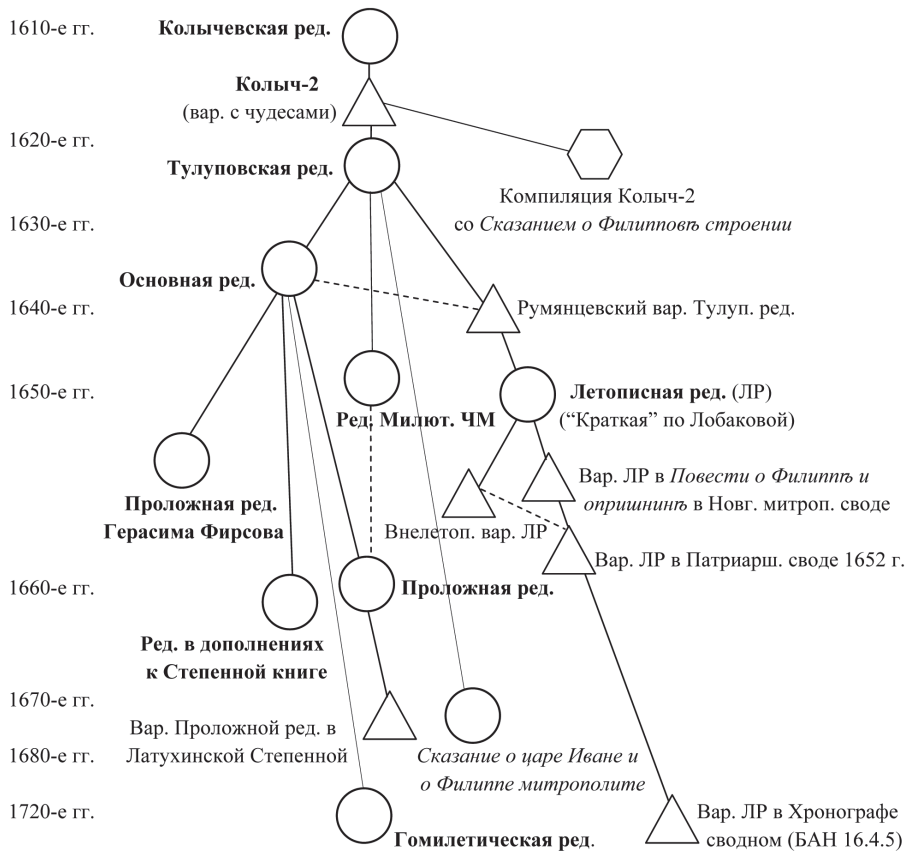 1610-е гг.
Колычевская ред.
Колыч-2
(вар. с чудесами)
1620-е гг.
Тулуповская ред.
Компиляция Колыч-2
со Сказанием о Филипповѣ строении
1630-е гг.
Основная ред.
1640-е гг.
Румянцевский вар. Тулуп. ред.
1650-е гг.
Летописная ред. (ЛР)
(“Краткая” по Лобаковой)
Ред. Милют. ЧМ
Проложная ред.
Герасима Фирсова
Вар. ЛР в Повести о Филиппѣ и
опришнинѣ в Новг. митроп. своде
Внелетоп. вар. ЛР
Вар. ЛР в Патриарш. своде 1652 г.
1660-е гг.
Проложная ред.
Ред. в дополнениях
к Степенной книге
1670-е гг.
Вар. Проложной ред. в
Латухинской Степенной
1680-е гг.
Сказание о царе Иване и
о Филиппе митрополите
1720-е гг.
Гомилетическая ред.
Вар. ЛР в Хронографе
сводном (БАН 16.4.5)